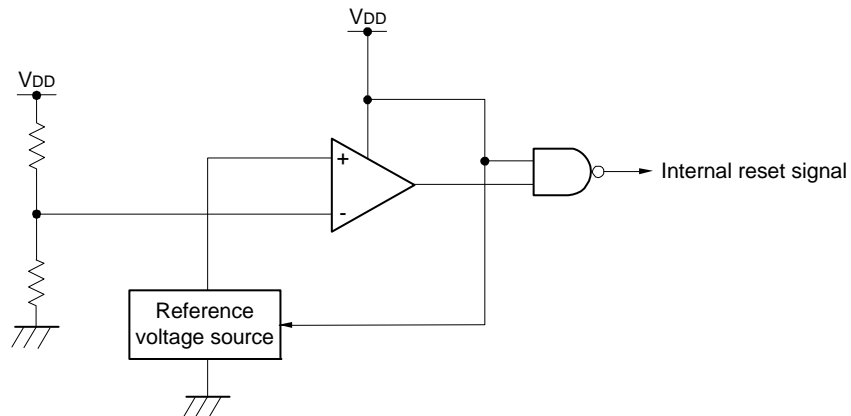 VDD
VDD
+
-
Internal reset signal
Reference
voltage source